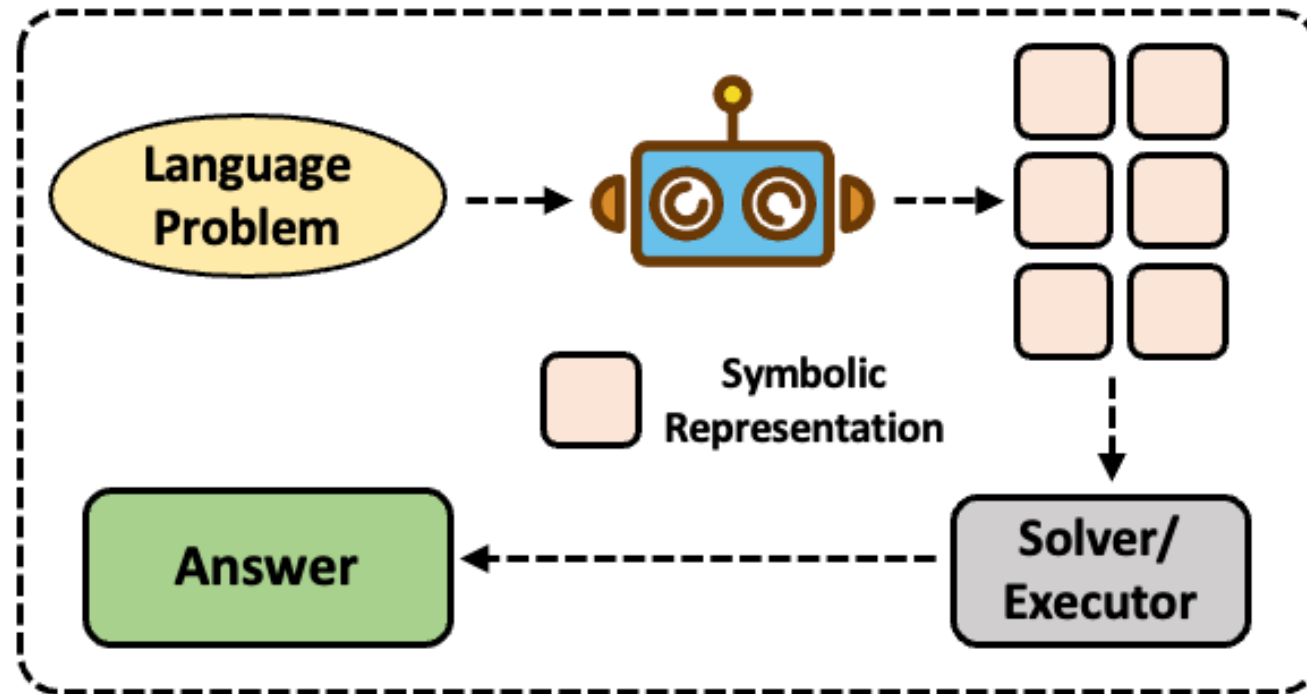 Language
Problem
Symbolic
Representation
Answer
Solver/
Executor